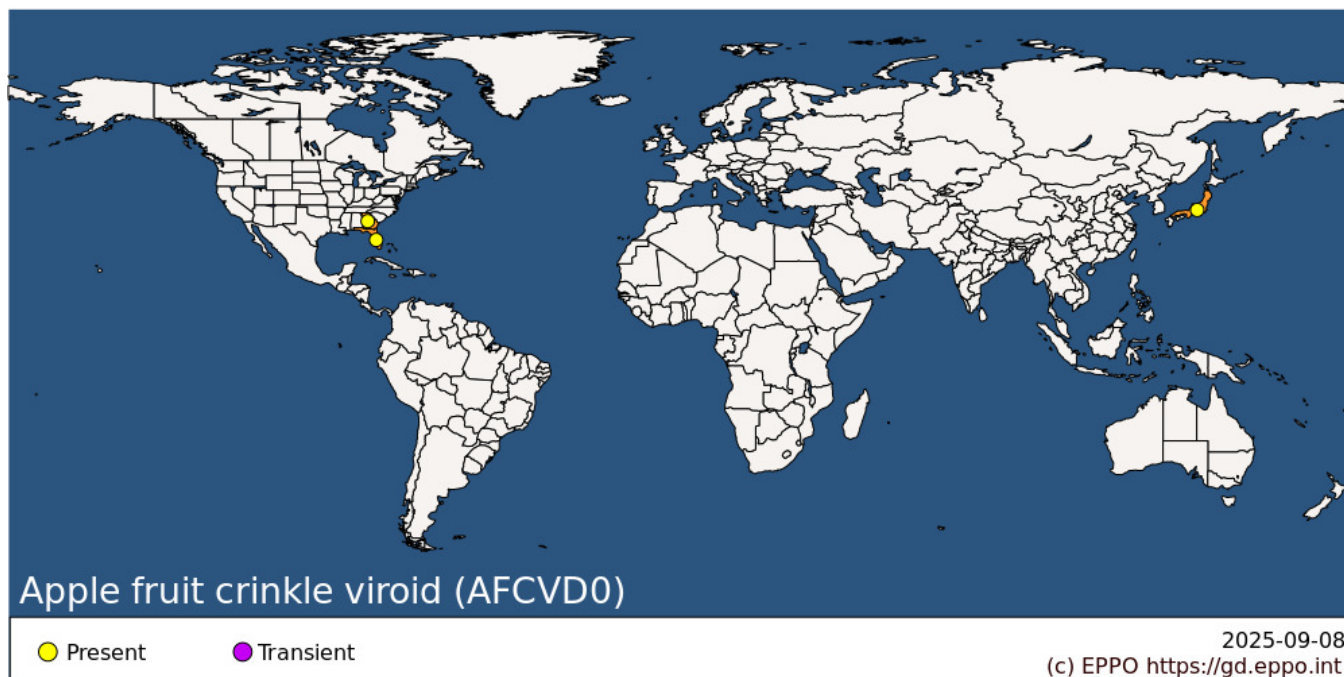 Apple fruit crinkle viroid (AFCVD0)
Present
Transient
2025-09-08
(c) EPPO https://gd.eppo.int